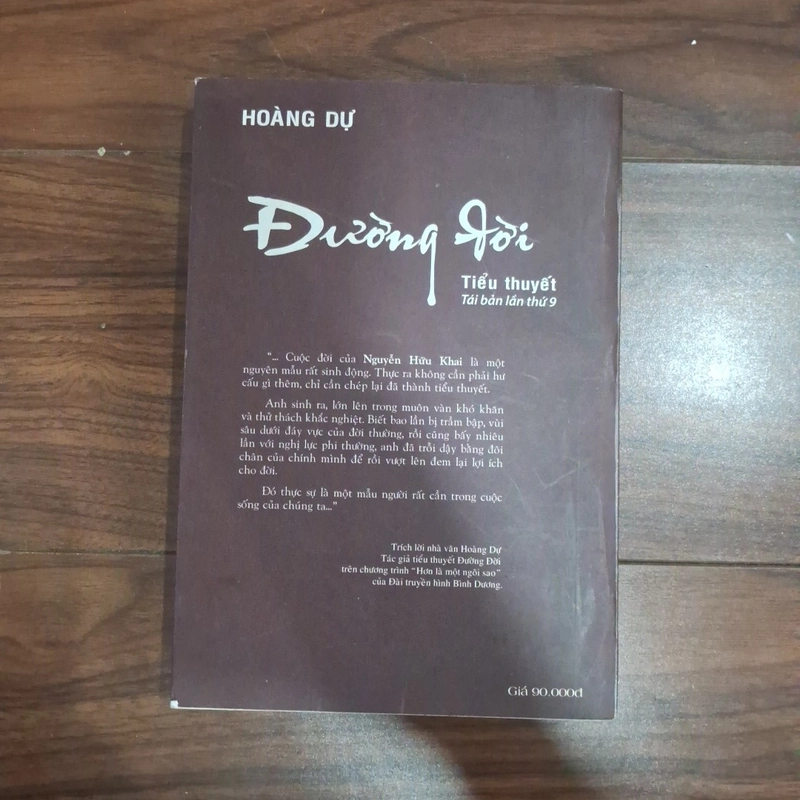 HOÀNG DỰ
Đường đời
Tiểu thuyết
Tái bản lần thứ 9
"... Cuộc đời của Nguyễn Hữu Khai là một
nguyên mẫu rất sinh động. Thực ra không cần phải hư
cấu gì thêm, chỉ cần chép lại đã thành tiểu thuyết.
Anh sinh ra, lớn lên trong muôn vàn khó khăn
và thử thách khắc nghiệt. Biết bao lần bị trầm bập, vùi
sâu dưới đáy vực của đời thường, rồi cũng bấy nhiêu
lần với nghị lực phi thường, anh đã trỗi dậy bằng đôi
chân của chính mình để rồi vượt lên đem lại lợi ích
cho đời.
Đó thực sự là một mẫu người rất cần trong cuộc
sống của chúng ta..."
Trích lời nhà văn Hoàng Dự
Tác giả tiểu thuyết Đường Đời
trên chương trình "Hơn là một ngôi sao"
của Đài truyền hình Bình Dương.
Giá 90.000đ